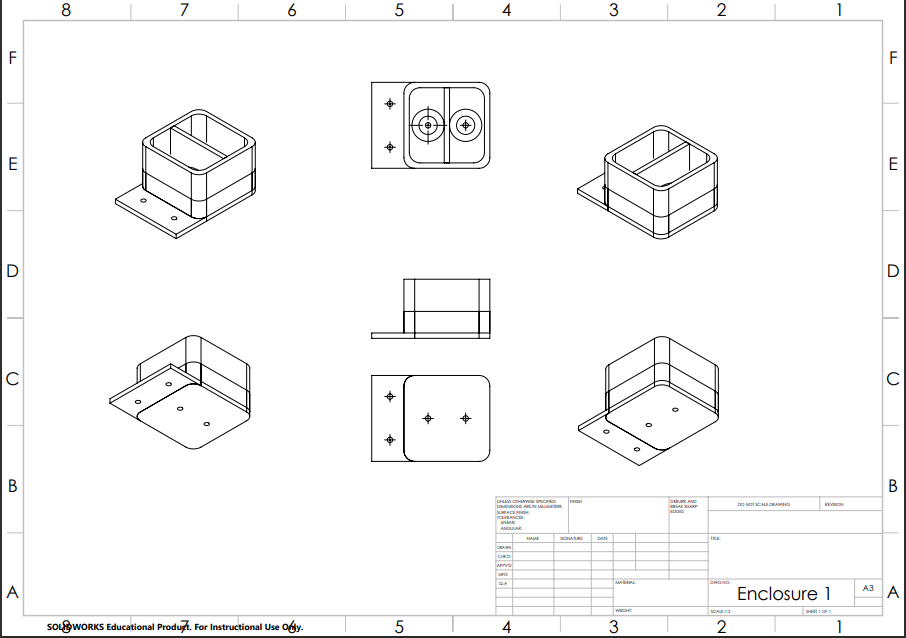 8 7 6 5 4 3 2 1
F F
E E
D D
C C
B B
A A
UNLESS OTHERWISE SPECIFIED:
DIMENSIONS ARE IN MILLIMETERS
SURFACE FINISH:
TOLERANCES:
LINEAR:
ANGULAR:
FINISH:
DEBURR AND
BREAK SHARP
EDGES
DO NOT SCALE DRAWING
REVISION
NAME SIGNATURE DATE
TITLE:
DRAWN
CHK'D
APPV'D
MFG
Q.A
MATERIAL:
DWG NO.
Enclosure 1
A3
WEIGHT:
SCALE:1:2
SHEET 1 OF 1
SOLIDWORKS Educational Product. For Instructional Use Only.
8 7 6 5 4 3 2 1